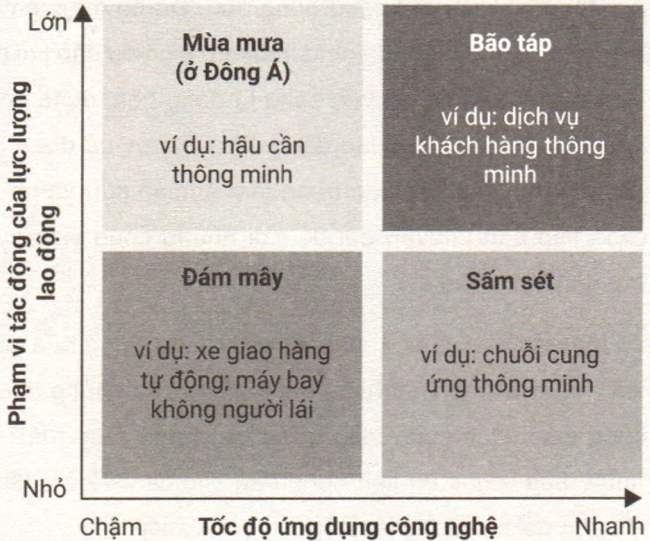 Lớn
Phạm vi tác động của lực lượng
lao động
Nhỏ
Mùa mưa
(ở Đông Á)
ví dụ: hậu cần
thông minh
Bão táp
ví dụ: dịch vụ
khách hàng thông
minh
Đám mây
ví dụ: xe giao hàng
tự động; máy bay
không người lái
Sấm sét
ví dụ: chuỗi cung
ứng thông minh
Chậm
Tốc độ ứng dụng công nghệ
Nhanh